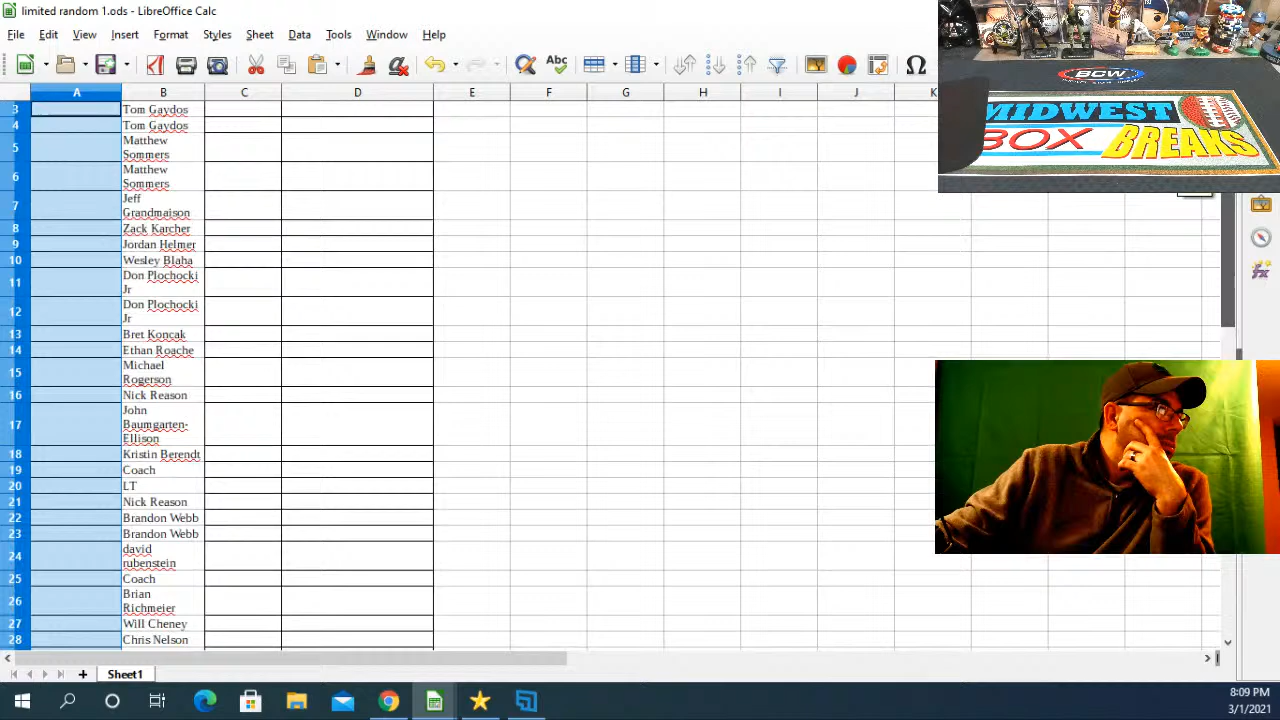 limited random 1.ods - LibreOffice Calc
File Edit View Insert Format Styles Sheet Data Tools Window Help
A B C D E F G H I J K
3 Tom Gaydos
4 Tom Gaydos
5 Matthew
Sommers
6 Matthew
Sommers
7 Jeff
Grandmaison
8 Zack Karcher
9 Jordan Helmer
10 Wesley Blaha
11 Don Plochocki
Jr
12 Don Plochocki
Jr
13 Bret Koncak
14 Ethan Roache
15 Michael
Rogerson
16 Nick Reason
17 John
Baumgarten-
Ellison
18 Kristin Berendt
19 Coach
20 LT
21 Nick Reason
22 Brandon Webb
23 Brandon Webb
24 david
rubenstein
25 Coach
26 Brian
Richmeier
27 Will Cheney
28 Chris Nelson
Sheet1
BCW
MIDWEST
BOX BREAKS
8:09 PM
3/1/2021